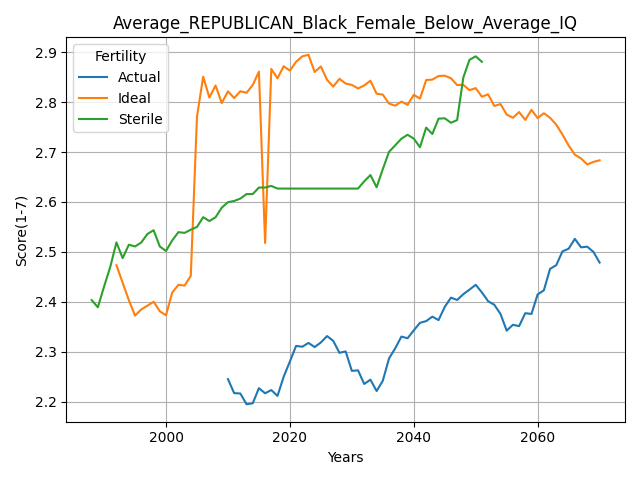 Average_REPUBLICAN_Black_Female_Below_Average_IQ
Fertility
Actual
Ideal
Sterile
Score(1-7)
2.9
2.8
2.7
2.6
2.5
2.4
2.3
2.2
2000
2020
2040
2060
Years